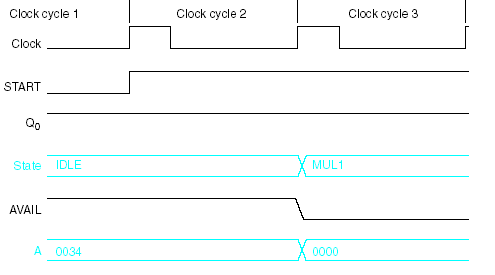 Clock cycle 1 Clock cycle 2 Clock cycle 3
Clock
START
Q0
State IDLE MUL1
AVAIL
A 0034 0000